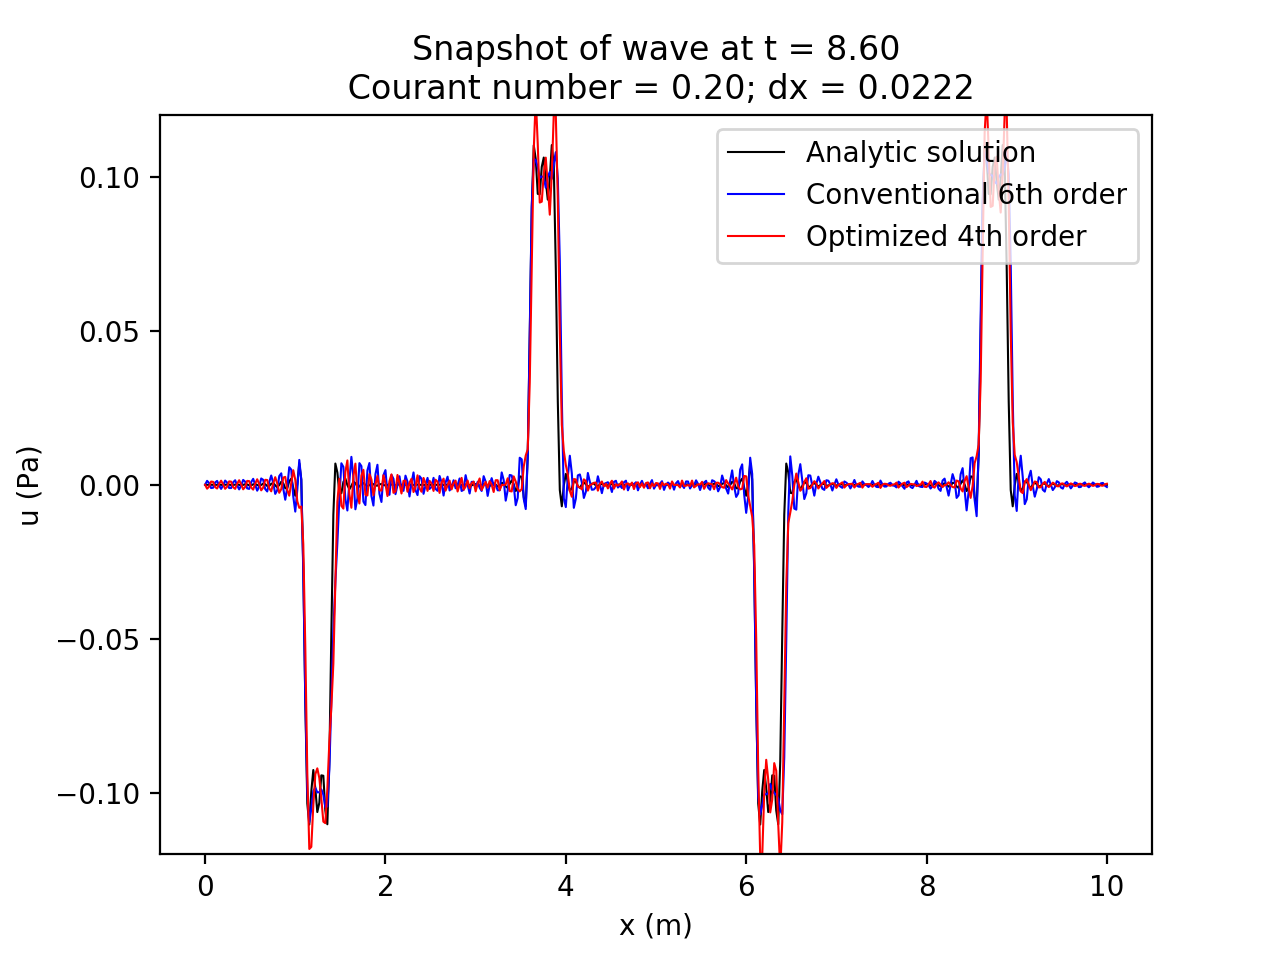 Snapshot of wave at t = 8.60
Courant number = 0.20; dx = 0.0222
Analytic solution
Conventional 6th order
Optimized 4th order
0.10
0.05
0.00
−0.05
−0.10
u (Pa)
0 2 4 6 8 10
x (m)